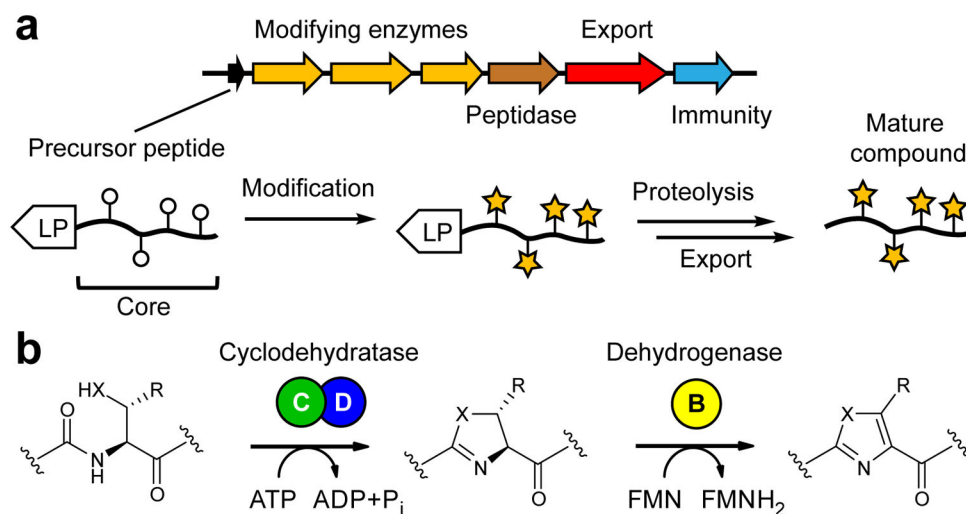 a
Modifying enzymes
Export
Peptidase
Immunity
Precursor peptide
Mature
compound
LP
Modification
LP
Proteolysis
Export
Core
b
Cyclodehydratase
Dehydrogenase
C D
B
HX
R
O
N
H
O
ATP ADP+Pi
X
R
N
O
FMN FMNH2
X
R
N
O